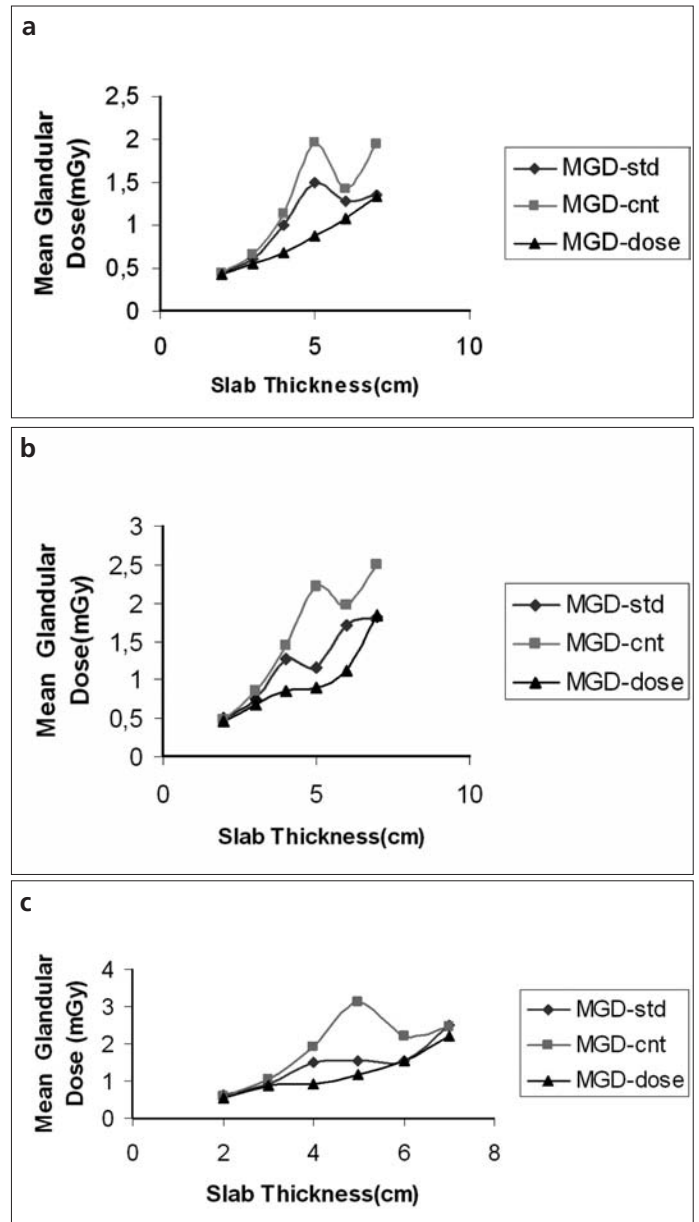 a
2,5
2
1,5
1
0,5
0
Mean Glandular
Dose(mGy)
0 5 10
Slab Thickness(cm)
MGD-std
MGD-cnt
MGD-dose
b
3
2,5
2
1,5
1
0,5
0
Mean Glandular
Dose(mGy)
0 5 10
Slab Thickness(cm)
MGD-std
MGD-cnt
MGD-dose
c
4
3
2
1
0
Mean Glandular
Dose (mGy)
0 2 4 6 8
Slab Thickness(cm)
MGD-std
MGD-cnt
MGD-dose